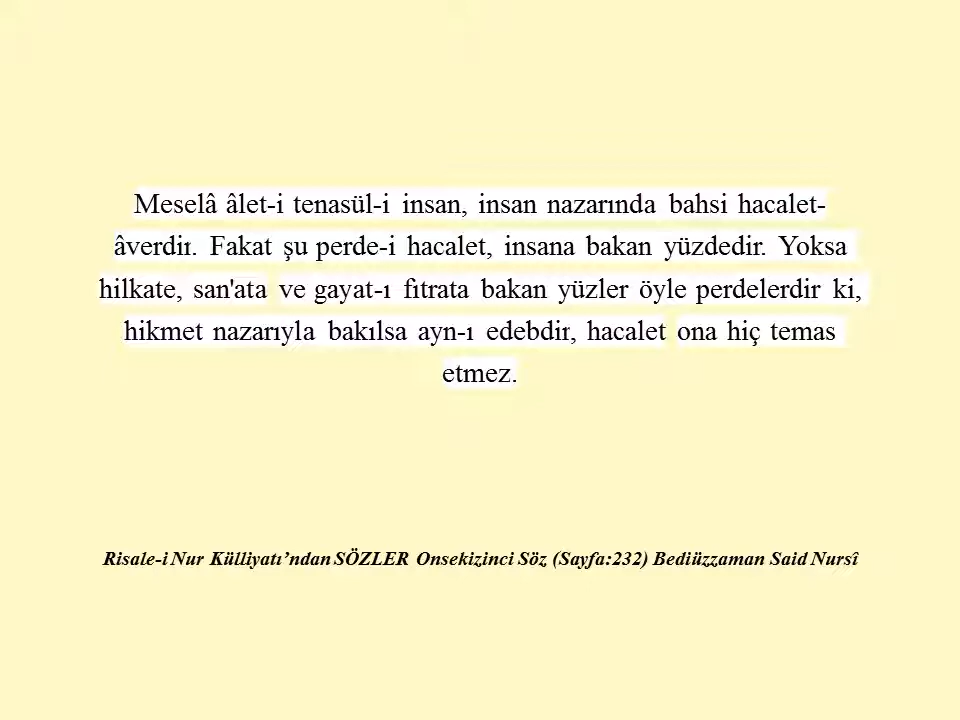 Meselâ âlet-i tenasül-i insan, insan nazarında bahsi hacalet-
âverdir. Fakat şu perde-i hacalet, insana bakan yüzdedir. Yoksa
hilkate, san'ata ve gayat-ı fıtrata bakan yüzler öyle perdelerdir ki,
hikmet nazarıyla bakılsa ayn-ı edebdir, hacalet ona hiç temas
etmez.
Risale-i Nur Külliyatı’ndan SÖZLER Onsekizinci Söz (Sayfa:232) Bediüzzaman Said Nursî